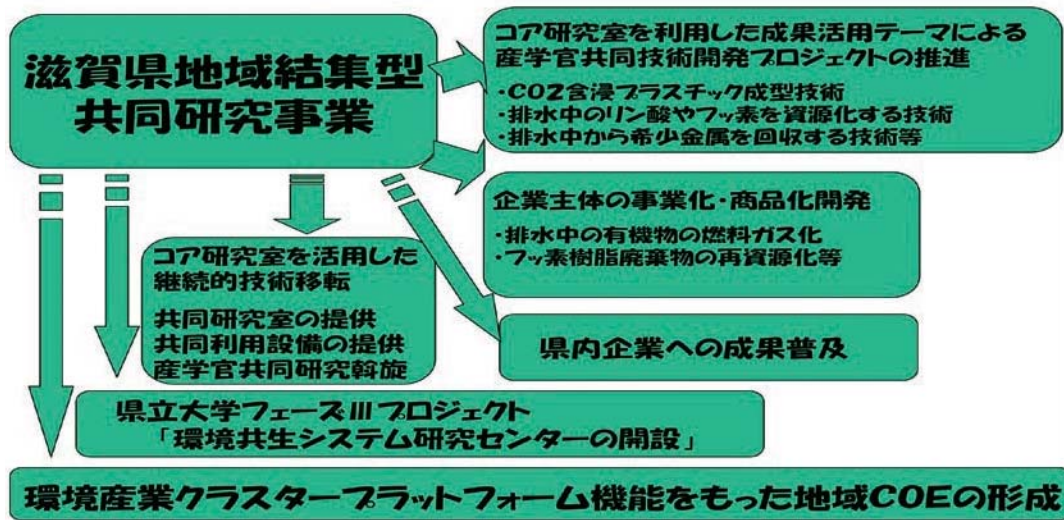 滋賀県地域結集型
共同研究事業
コア研究室を利用した成果活用テーマによる
産学官共同技術開発プロジェクトの推進
・CO2含浸プラスチック成型技術
・排水中のリン酸やフッ素を資源化する技術
・排水中から希少金属を回収する技術等
企業主体の事業化・商品化開発
・排水中の有機物の燃料ガス化
・フッ素樹脂廃棄物の再資源化等
コア研究室を活用した
継続的技術移転
共同研究室の提供
共同利用設備の提供
産学官共同研究斡旋
県内企業への成果普及
県立大学フェーズIIIプロジェクト
「環境共生システム研究センターの開設」
環境産業クラスタープラットフォーム機能をもった地域COEの形成